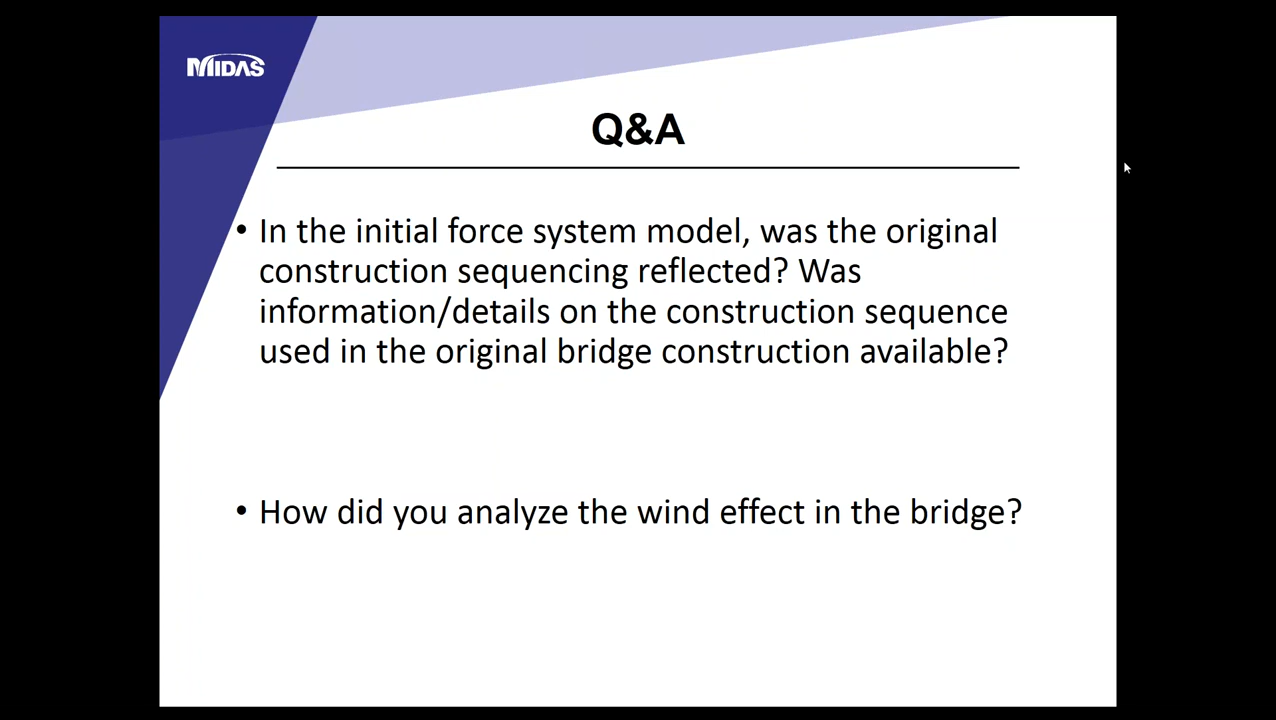 MIDAS
Q&A
• In the initial force system model, was the original
construction sequencing reflected? Was
information/details on the construction sequence
used in the original bridge construction available?
• How did you analyze the wind effect in the bridge?